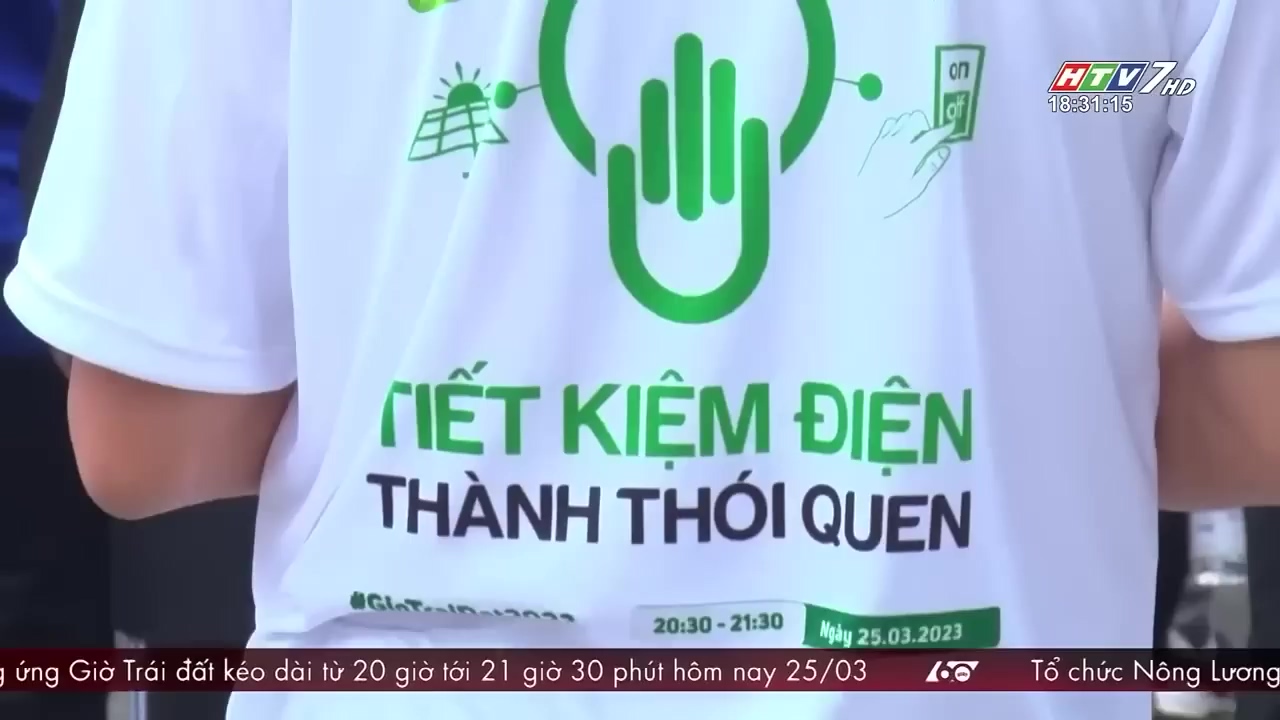 on
HTV7 HD
off
18:31:15
TIẾT KIỆM ĐIỆN
THÀNH THÓI QUEN
20:30 - 21:30
Ngày 25.03.2023
ứng Giờ Trái đất kéo dài từ 20 giờ tới 21 giờ 30 phút hôm nay 25/03
Tổ chức Nông Lương